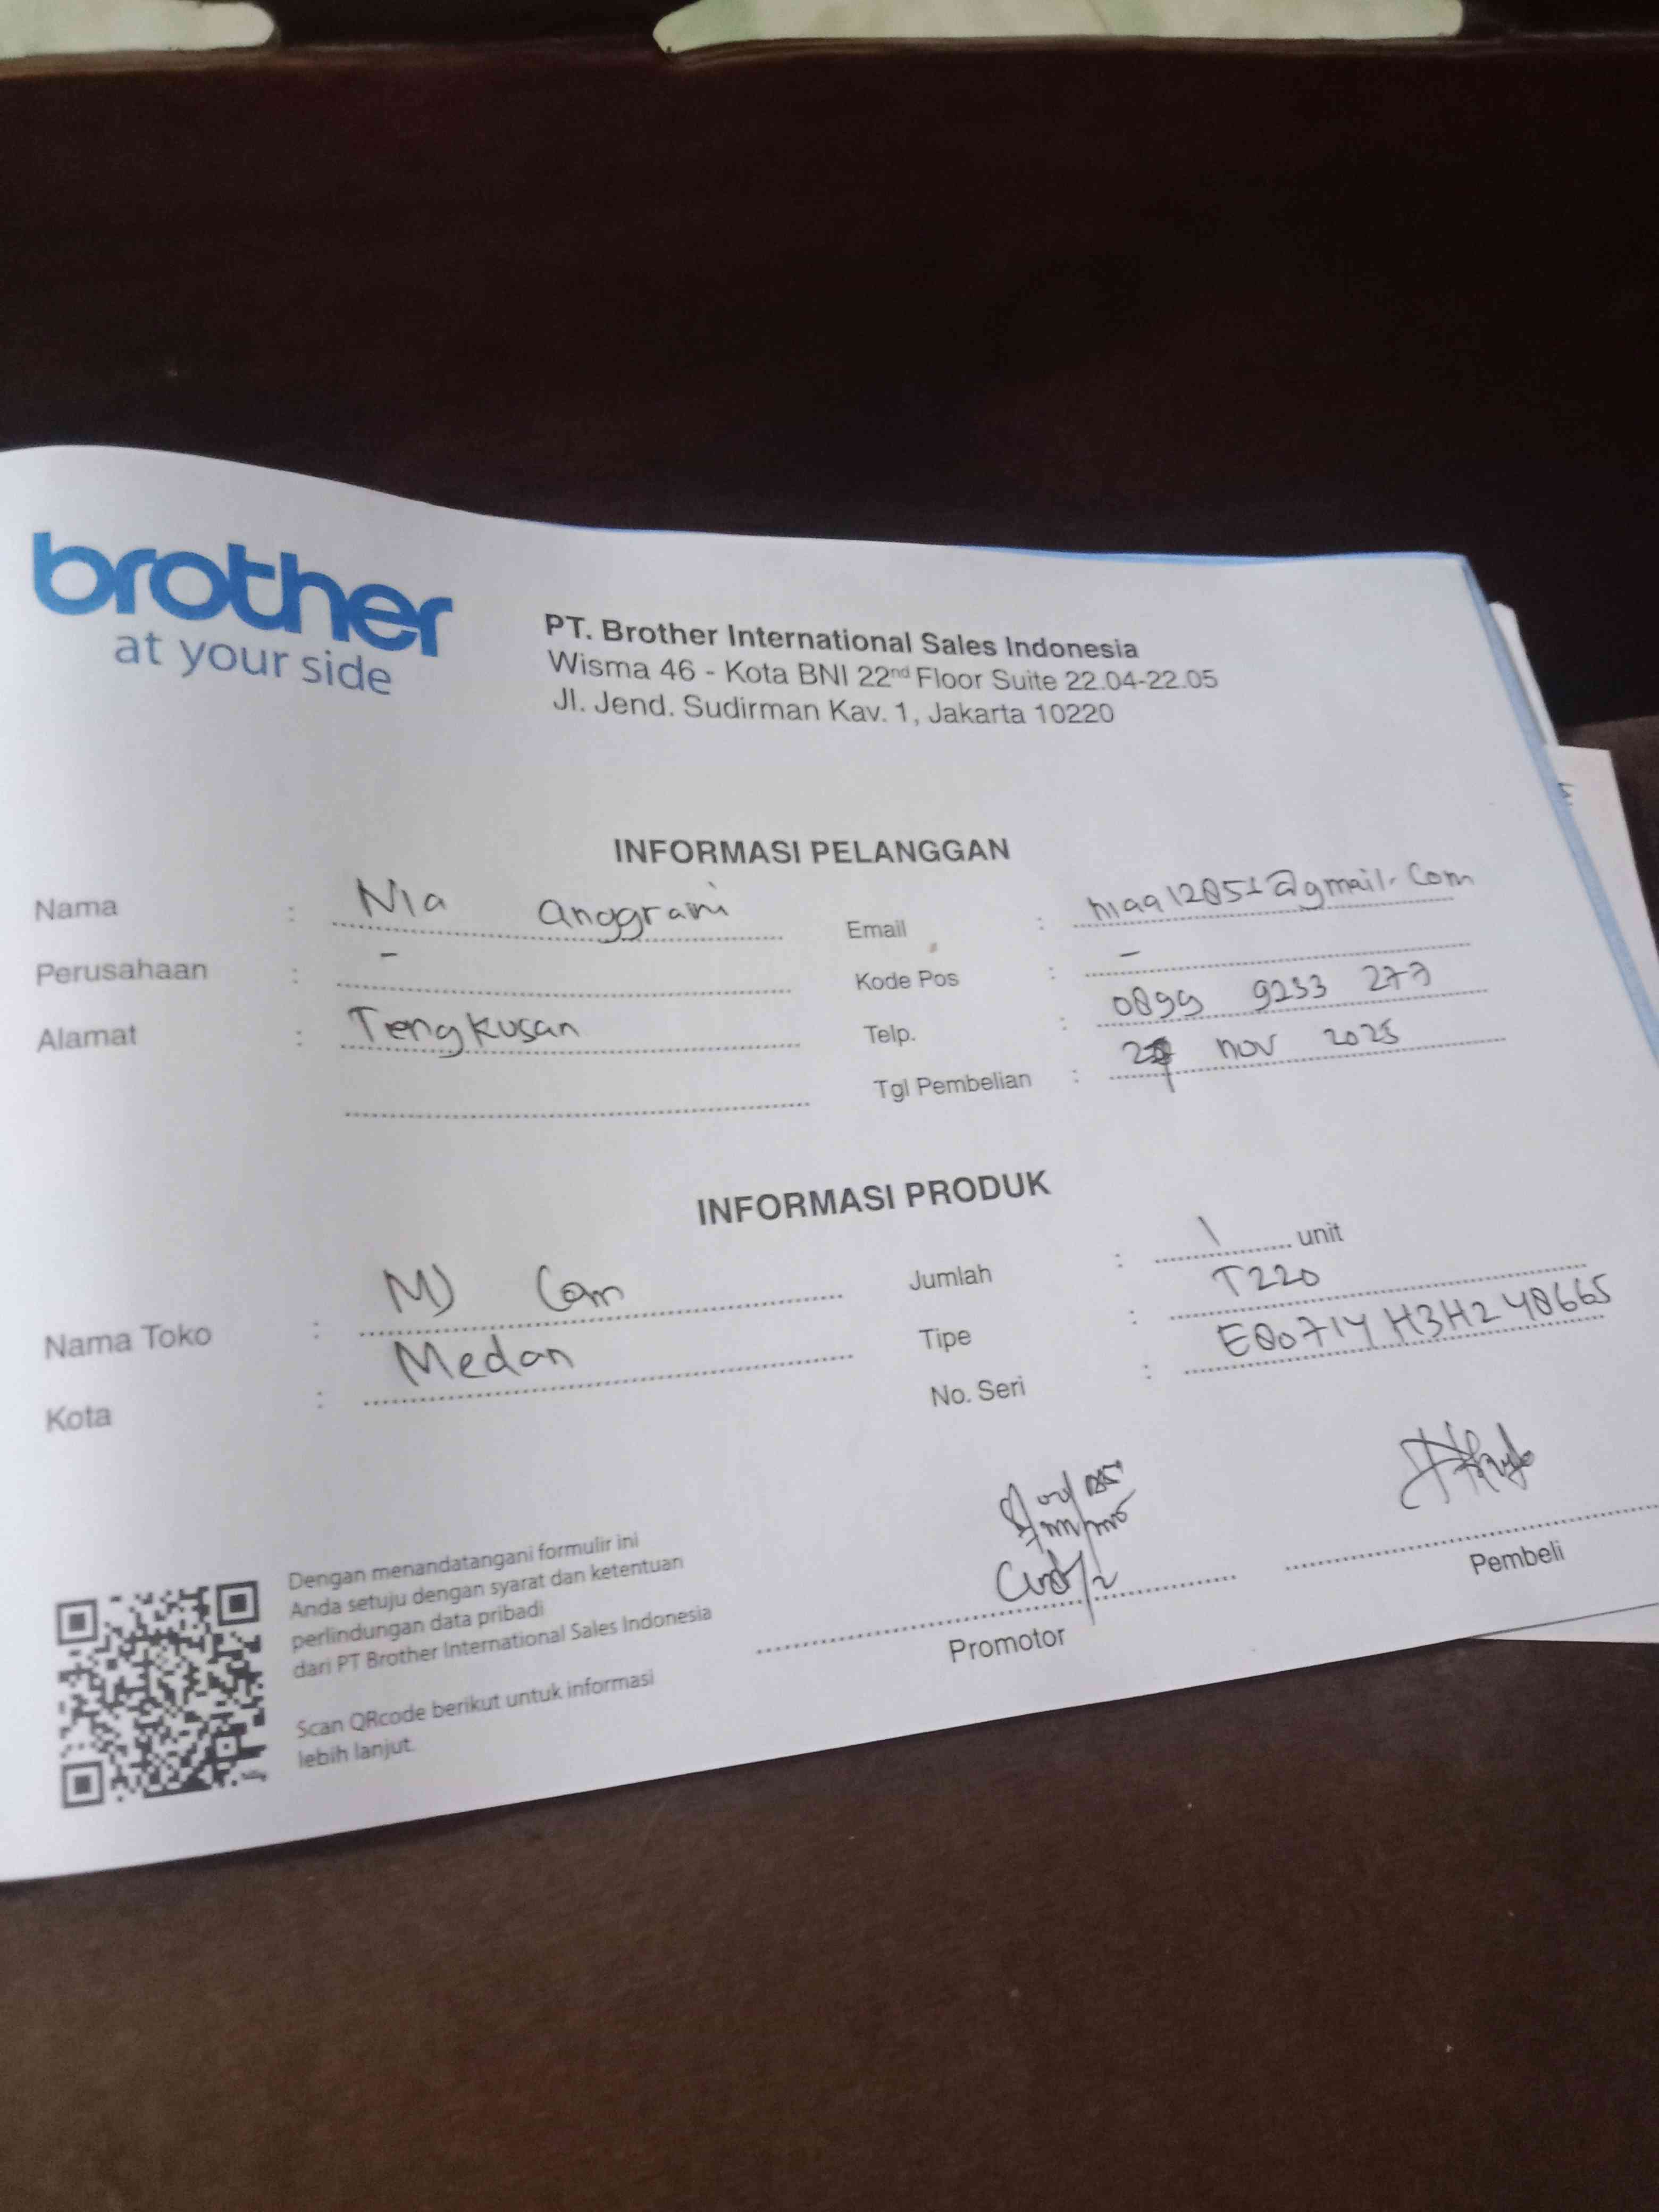 brother
at your side
PT. Brother International Sales Indonesia
Wisma 46 - Kota BNI 22nd Floor Suite 22.04-22.05
Jl. Jend. Sudirman Kav. 1, Jakarta 10220
INFORMASI PELANGGAN
Nama : Nia anggraini
Perusahaan : -
Alamat : Tengkusan
Email : niaa12851@gmail.com
Kode Pos : -
Telp. : 0899 9233 277
Tgl Pembelian : nov 2025
INFORMASI PRODUK
Nama Toko : MJ Com
Kota : Medan
Jumlah : 1 unit
Tipe : T220
No. Seri : E80714H3H248665
Dengan menandatangani formulir ini
Anda setuju dengan syarat dan ketentuan
perlindungan data pribadi
dari PT Brother International Sales Indonesia
Scan QRcode berikut untuk informasi
lebih lanjut.
Promotor
Pembeli